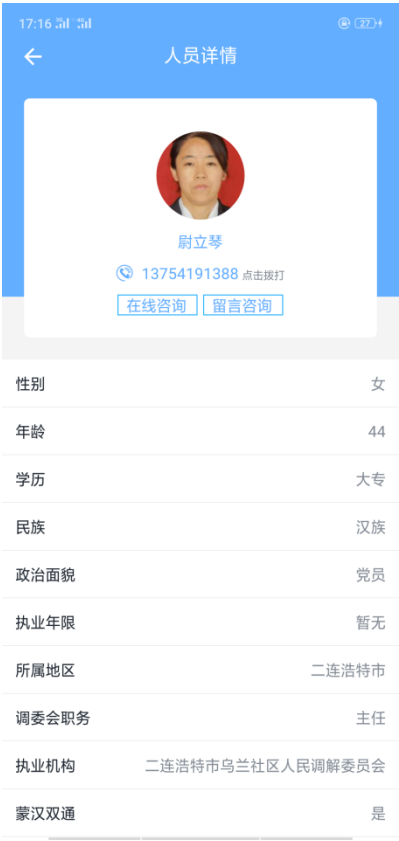 17:16
27
人员详情
尉立琴
13754191388 点击拨打
在线咨询 留言咨询
性别 女
年龄 44
学历 大专
民族 汉族
政治面貌 党员
执业年限 暂无
所属地区 二连浩特市
调委会职务 主任
执业机构 二连浩特市乌兰社区人民调解委员会
蒙汉双通 是